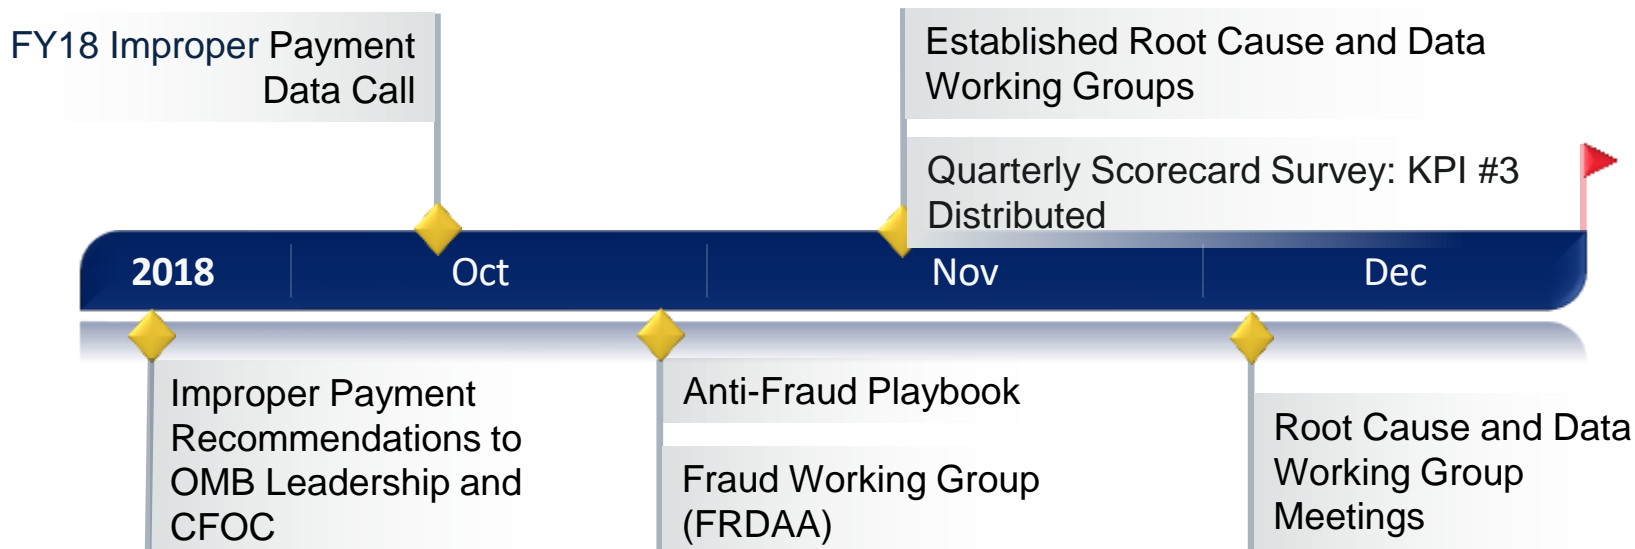 FY18 Improper Payment
Data Call
Established Root Cause and Data
Working Groups
Quarterly Scorecard Survey: KPI #3
Distributed
2018
Oct
Nov
Dec
Improper Payment
Recommendations to
OMB Leadership and
CFOC
Anti-Fraud Playbook
Fraud Working Group
(FRDAA)
Root Cause and Data
Working Group
Meetings